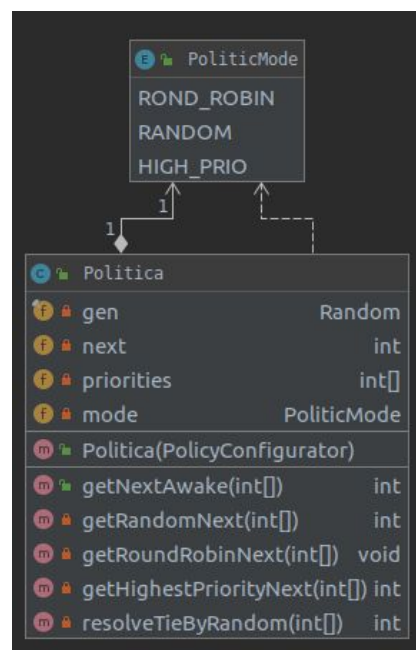 E PoliticMode
ROND_ROBIN
RANDOM
HIGH_PRIO
1
1
C Politica
f gen Random
f next int
f priorities int[]
f mode PoliticMode
m Politica(PolicyConfigurator)
m getNextAwake(int[]) int
m getRandomNext(int[]) int
m getRoundRobinNext(int[]) void
m getHighestPriorityNext(int[]) int
m resolveTieByRandom(int[]) int